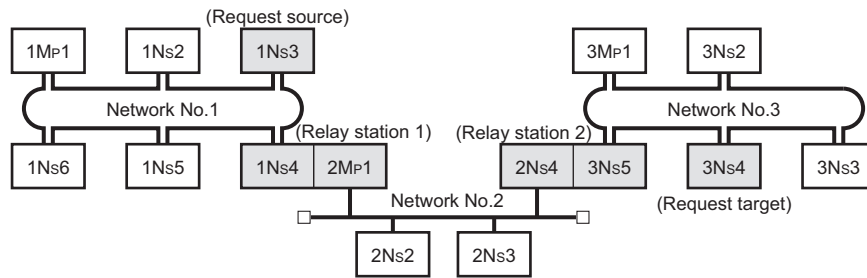 (Request source)
1MP1 1NS2 1NS3 3MP1 3NS2
Network No.1 Network No.3
(Relay station 1) (Relay station 2)
1NS6 1NS5 1NS4 2MP1 2NS4 3NS5 3NS4 3NS3
Network No.2 (Request target)
2NS2 2NS3